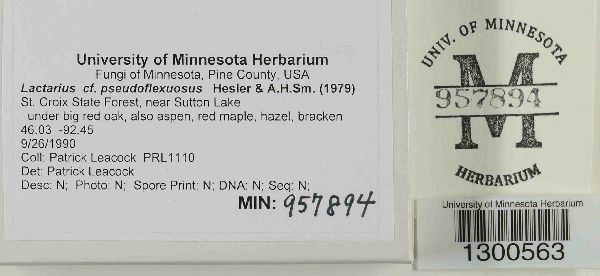 University of Minnesota Herbarium
Fungi of Minnesota, Pine County, USA
Lactarius cf. pseudoflexuosus Hesler & A.H.Sm. (1979)
St. Croix State Forest, near Sutton Lake
under big red oak, also aspen, red maple, hazel, bracken
46.03 -92.45
9/26/1990
Coll: Patrick Leacock PRL1110
Det: Patrick Leacock
Desc: N; Photo: N; Spore Print: N; DNA: N; Seq: N;
MIN: 957894
UNIV. OF MINNESOTA
M
957894
HERBARIUM
University of Minnesota Herbarium
1300563